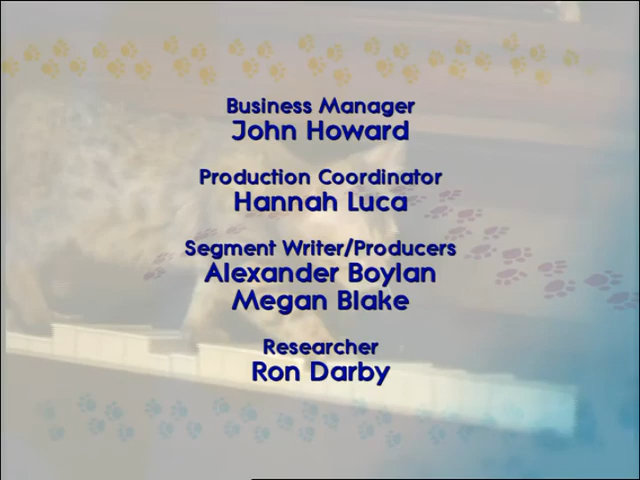 Business Manager
John Howard
Production Coordinator
Hannah Luca
Segment Writer/Producers
Alexander Boylan
Megan Blake
Researcher
Ron Darby